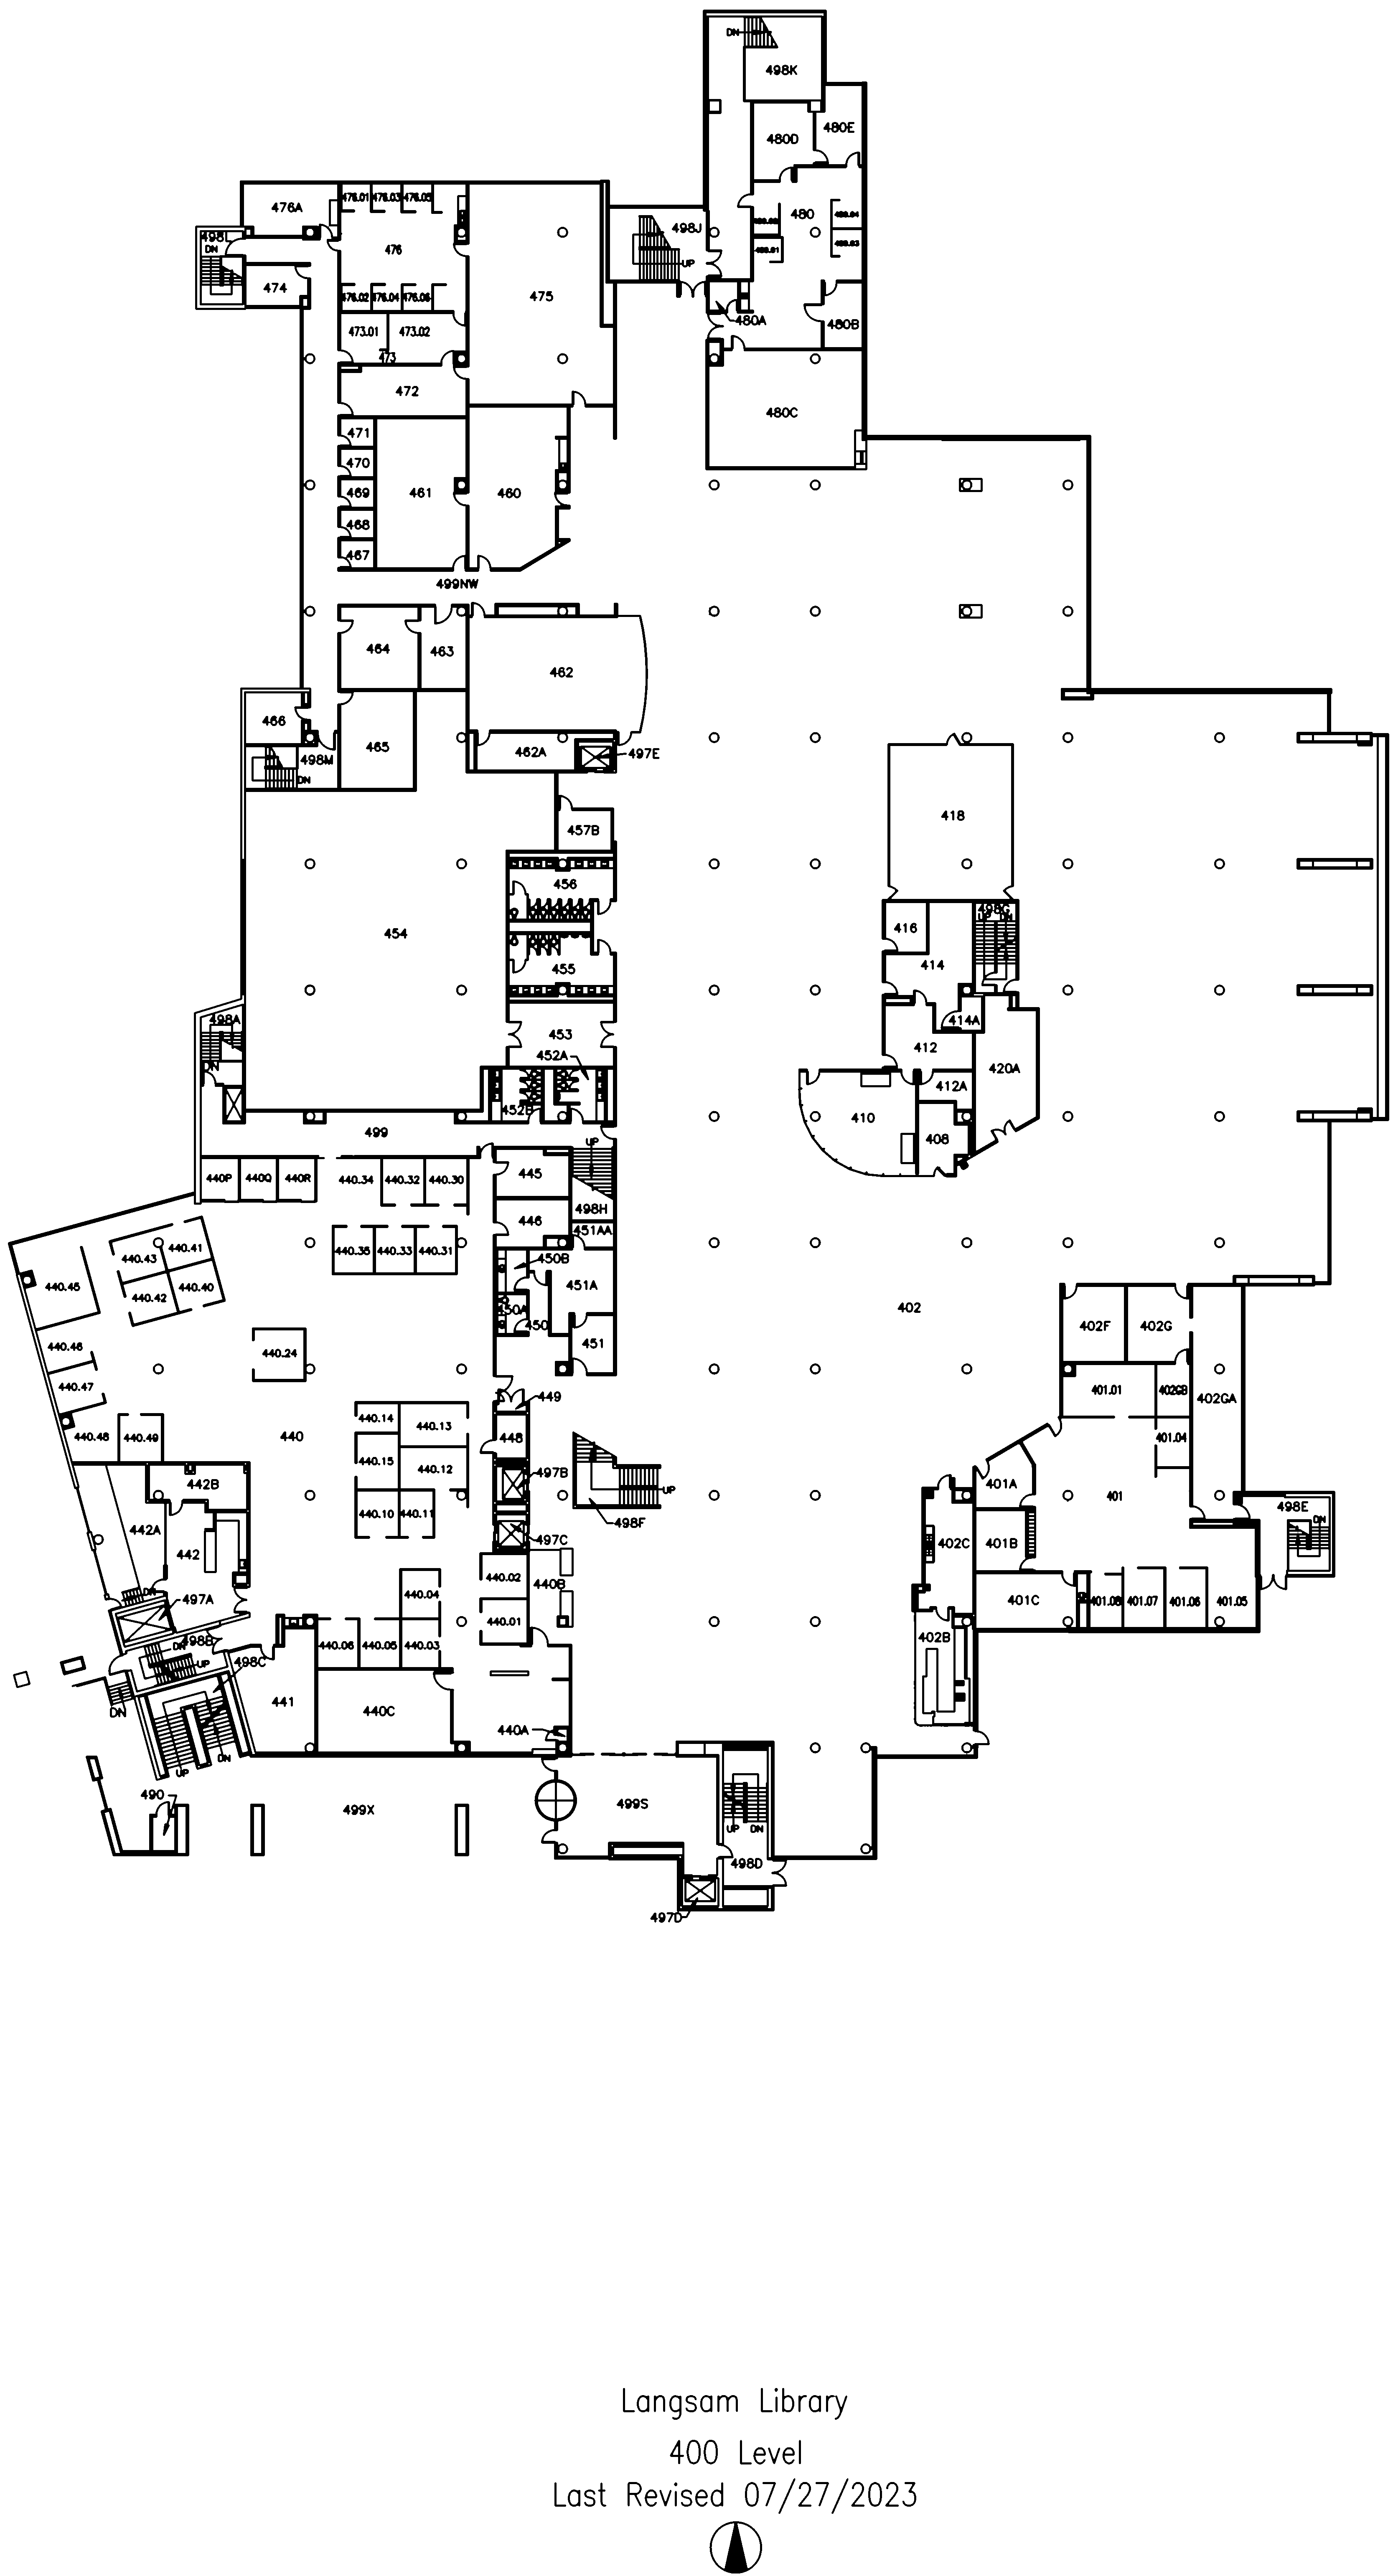 DN
498K
480D
480E
476A
476.01
476.03
476.05
480
480.04
480.02
480.03
480.01
498L
DN
498J
UP
476
474
476.02
476.04
476.06
475
480A
480B
473.01
473.02
473
472
480C
471
470
469
468
467
461
460
499NW
464
463
462
466
465
462A
497E
498M
DN
457B
418
456
454
455
416
498G
UP
DN
414
498A
DN
453
414A
452A
412
420A
412A
452B
410
408
499
UP
440P
440Q
440R
440.34
440.32
440.30
445
498H
446
451AA
440.43
440.41
440.35
440.33
440.31
450B
440.45
440.42
440.40
451A
450A
450
402
402F
402G
451
440.46
440.24
440.47
401.01
402GB
402GA
449
440.14
440.13
440.48
440.49
440
448
401.04
440.15
440.12
497B
442B
401A
UP
401
498E
DN
440.10
440.11
498F
442A
442
497C
402C
401B
440.02
440B
DN
440.04
497A
401C
401.08
401.07
401.06
401.05
440.01
498B
DN
440.06
440.05
440.03
402B
UP
498C
441
440C
440A
DN
DN
UP
490
499X
499S
UP
DN
498D
497D
Langsam Library
400 Level
Last Revised 07/27/2023